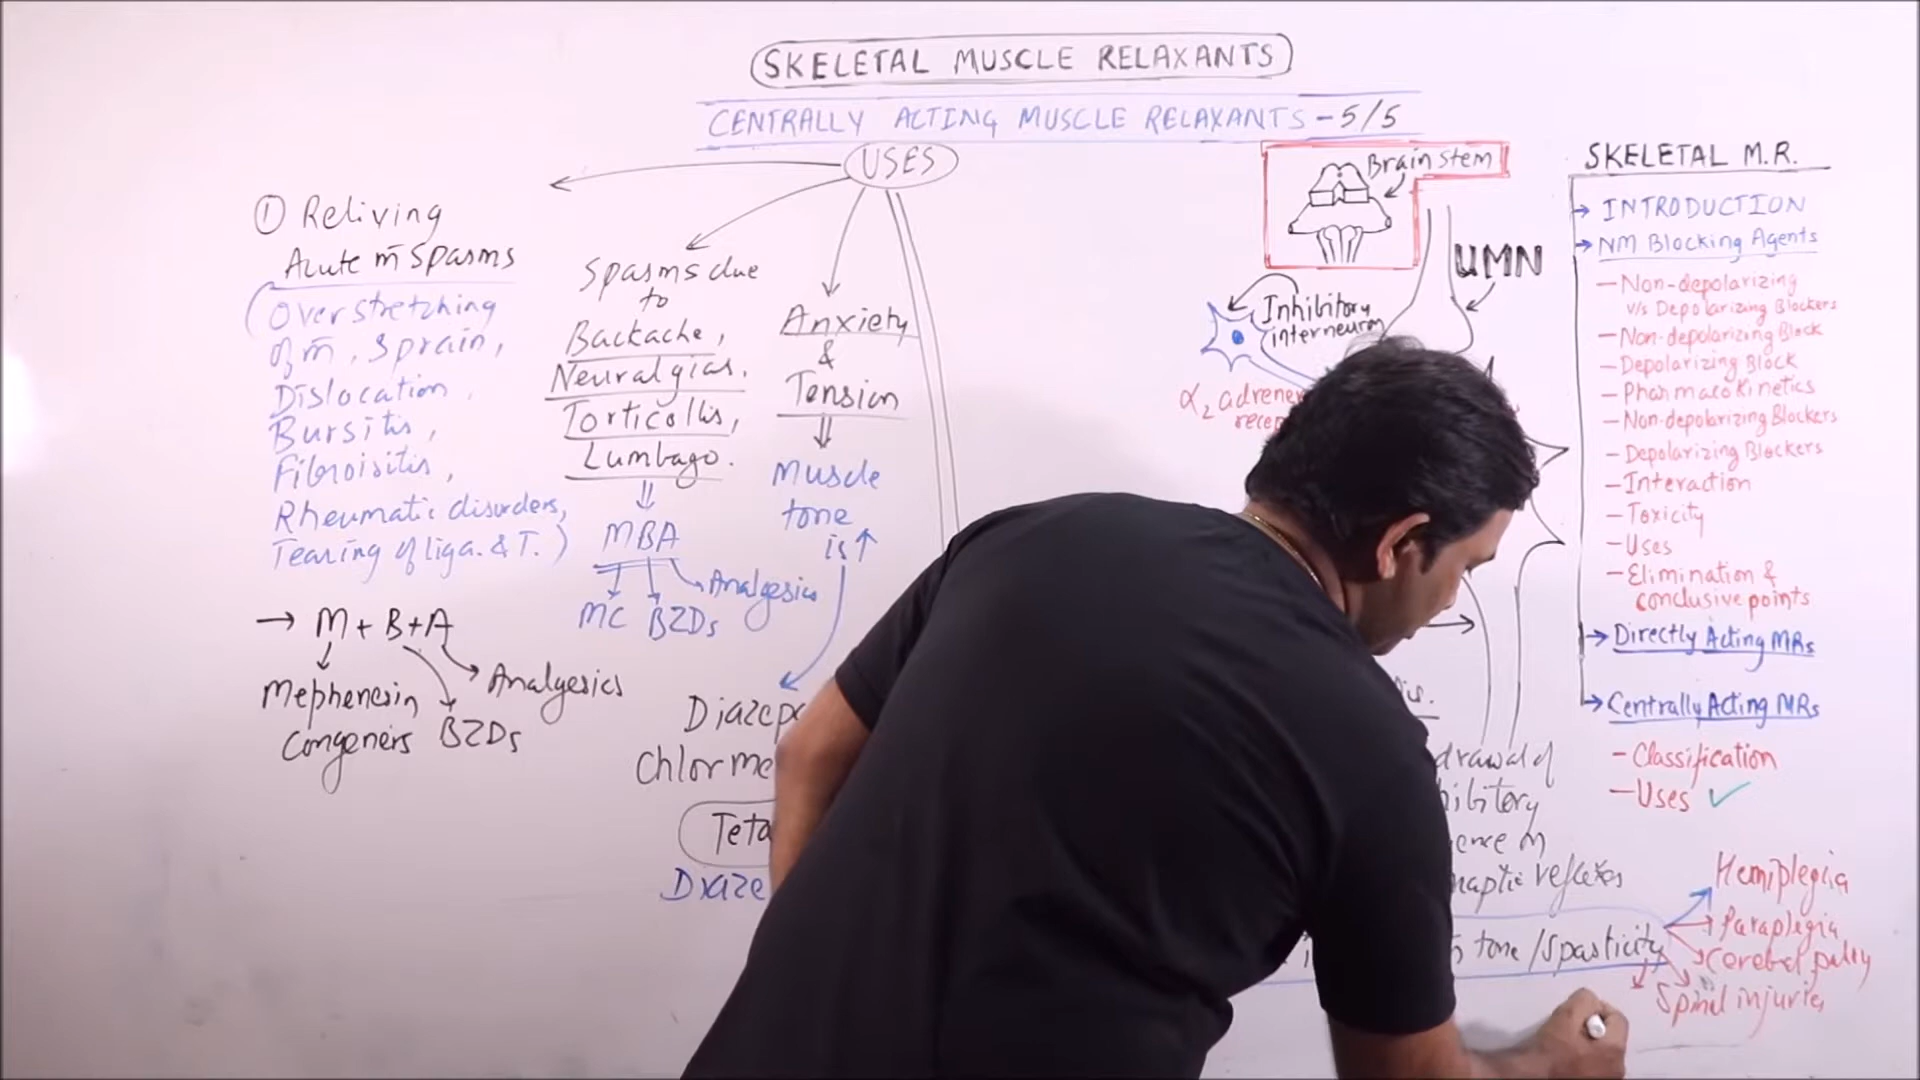 SKELETAL MUSCLE RELAXANTS
CENTRALLY ACTING MUSCLE RELAXANTS - 5/5
USES
① Reliving
Acute m̄ spasms
(Overstretching
of m̄, Sprain,
Dislocation,
Bursitis,
Fibroisitis,
Rheumatic disorders,
Tearing of liga. & T.)
→ M + B + A
Mephenesin
congeners
BZDs
Analgesics
Spasms due
to
Backache,
Neuralgias.
Torticollis,
Lumbago.
MBA
MC BZDs Analgesics
Anxiety
&
Tension
Muscle
tone
is ↑
Diazep
Chlorme
Teta
Diaze
Brain stem
UMN
Inhibitory
interneuron
α2 adrener
recep
drawal of
hibitory
ence on
naptic reflexes
tone / Spasticity
Hemiplegia
Paraplegia
Cerebral palsy
Spinal injuries
SKELETAL M.R.
→ INTRODUCTION
→ NM Blocking Agents
- Non-depolarizing
v/s Depolarizing Blockers
- Non-depolarizing Block
- Depolarizing Block
- Pharmacokinetics
- Non-depolarizing Blockers
- Depolarizing Blockers
- Interaction
- Toxicity
- Uses
- Elimination &
conclusive points
→ Directly Acting MRs
→ Centrally Acting MRs
- Classification
- Uses ✓